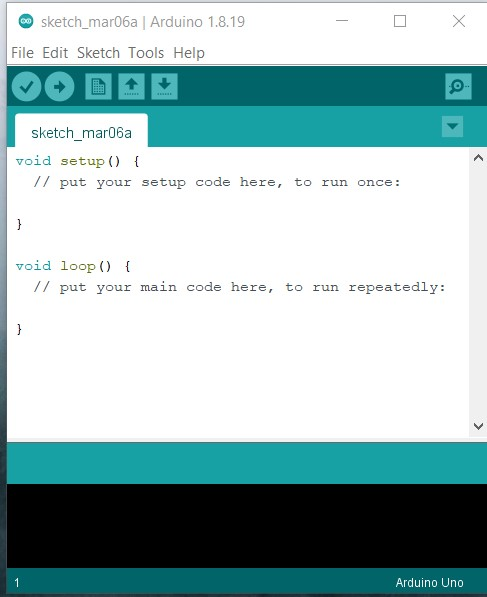 sketch_mar06a | Arduino 1.8.19
File Edit Sketch Tools Help
sketch_mar06a
void setup() {
  // put your setup code here, to run once:
}
void loop() {
  // put your main code here, to run repeatedly:
}
1 Arduino Uno